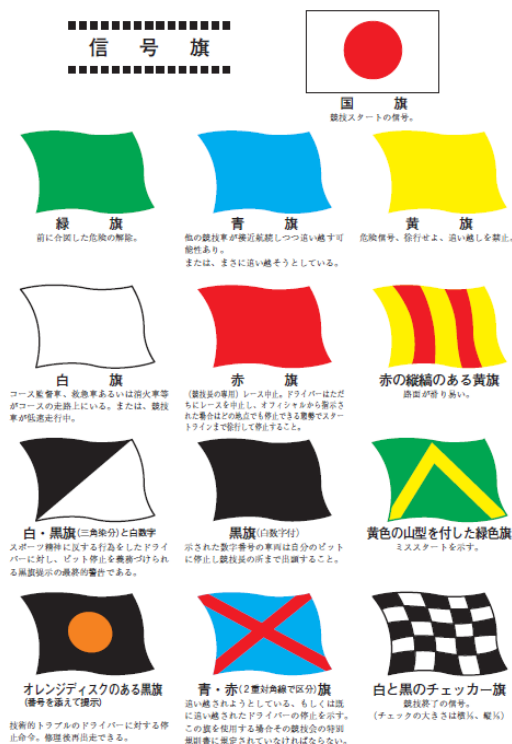 信号旗
国旗
競技スタートの信号。
緑旗
前に合図した危険の解除。
青旗
他の競技車が接近航続しつつ追い越す可
能性あり。
または、まさに追い越そうとしている。
黄旗
危険信号、徐行せよ、追い越しを禁止。
白旗
コース監督車、救急車あるいは消火車等
がコースの走路上にいる。または、競技
車が低速走行中。
赤旗
(競技長の専用) レース中止。ドライバーはただ
ちにレースを中止し、オフィシャルから指示さ
れた場合はどの地点でも停止できる態勢でスター
トラインまで徐行して停止すること。
赤の縦縞のある黄旗
路面が滑り易い。
白・黒旗(三角染分)と白数字
スポーツ精神に反する行為をしたドライ
バーに対し、ピット停止を義務づけられ
る黒旗提示の最終的警告である。
黒旗(白数字付)
示された数字番号の車両は自分のピット
に停止し競技長の所まで出頭すること。
黄色の山型を付した緑色旗
ミススタートを示す。
オレンジディスクのある黒旗
(番号を添えて提示)
技術的トラブルのドライバーに対する停
止命令。修理後再出走できる。
青・赤(2重対角線で区分)旗
追い越されようとしている、もしくは既
に追い越されたドライバーの停止を示す。
この旗を使用する場合その競技会の特別
規則書に規定されていなければならない。
白と黒のチェッカー旗
競技終了の信号。